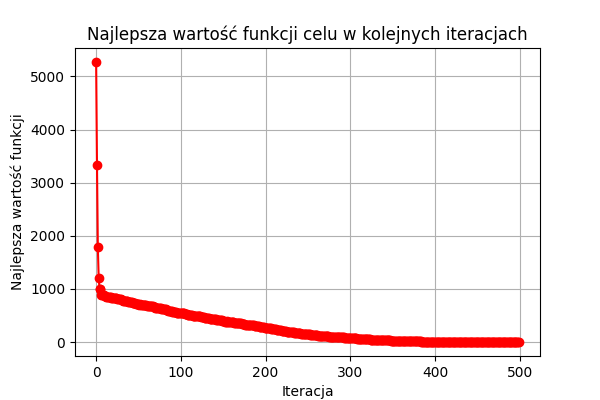 Najlepsza wartość funkcji celu w kolejnych iteracjach
Najlepsza wartość funkcji
5000
4000
3000
2000
1000
0
0 100 200 300 400 500
Iteracja